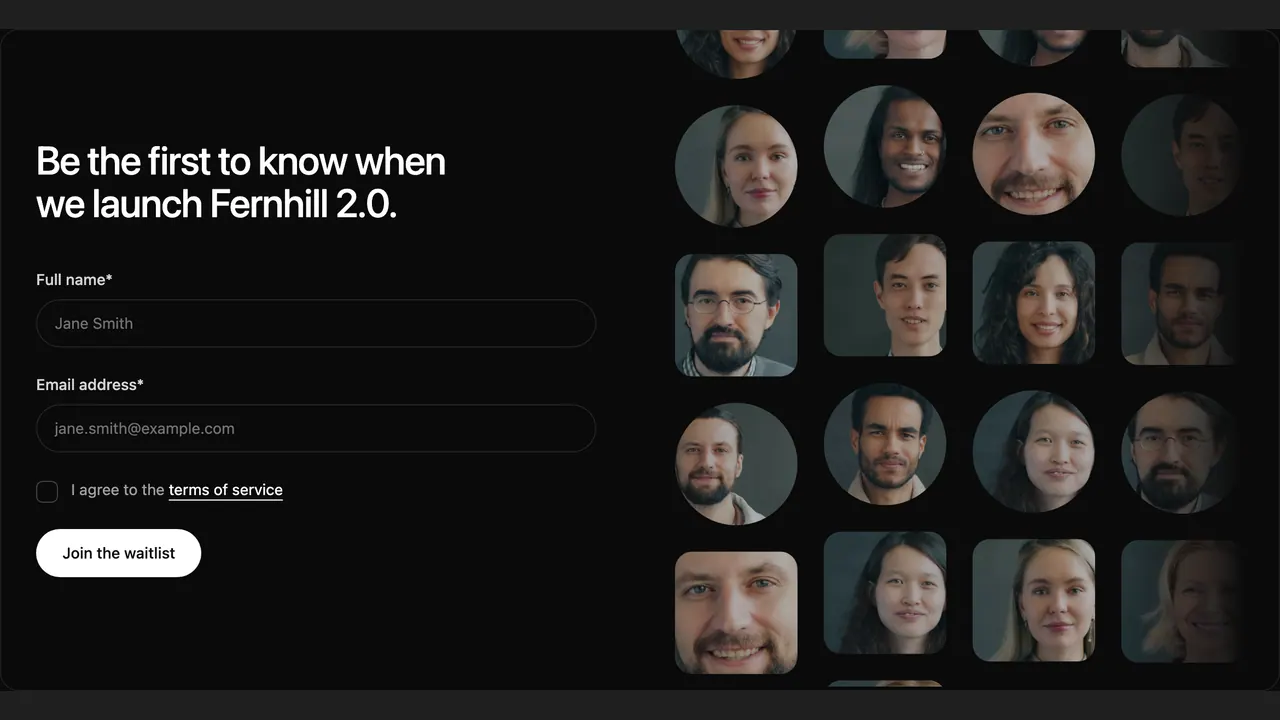 Be the first to know when
we launch Fernhill 2.0.
Full name*
Jane Smith
Email address*
jane.smith@example.com
I agree to the terms of service
Join the waitlist